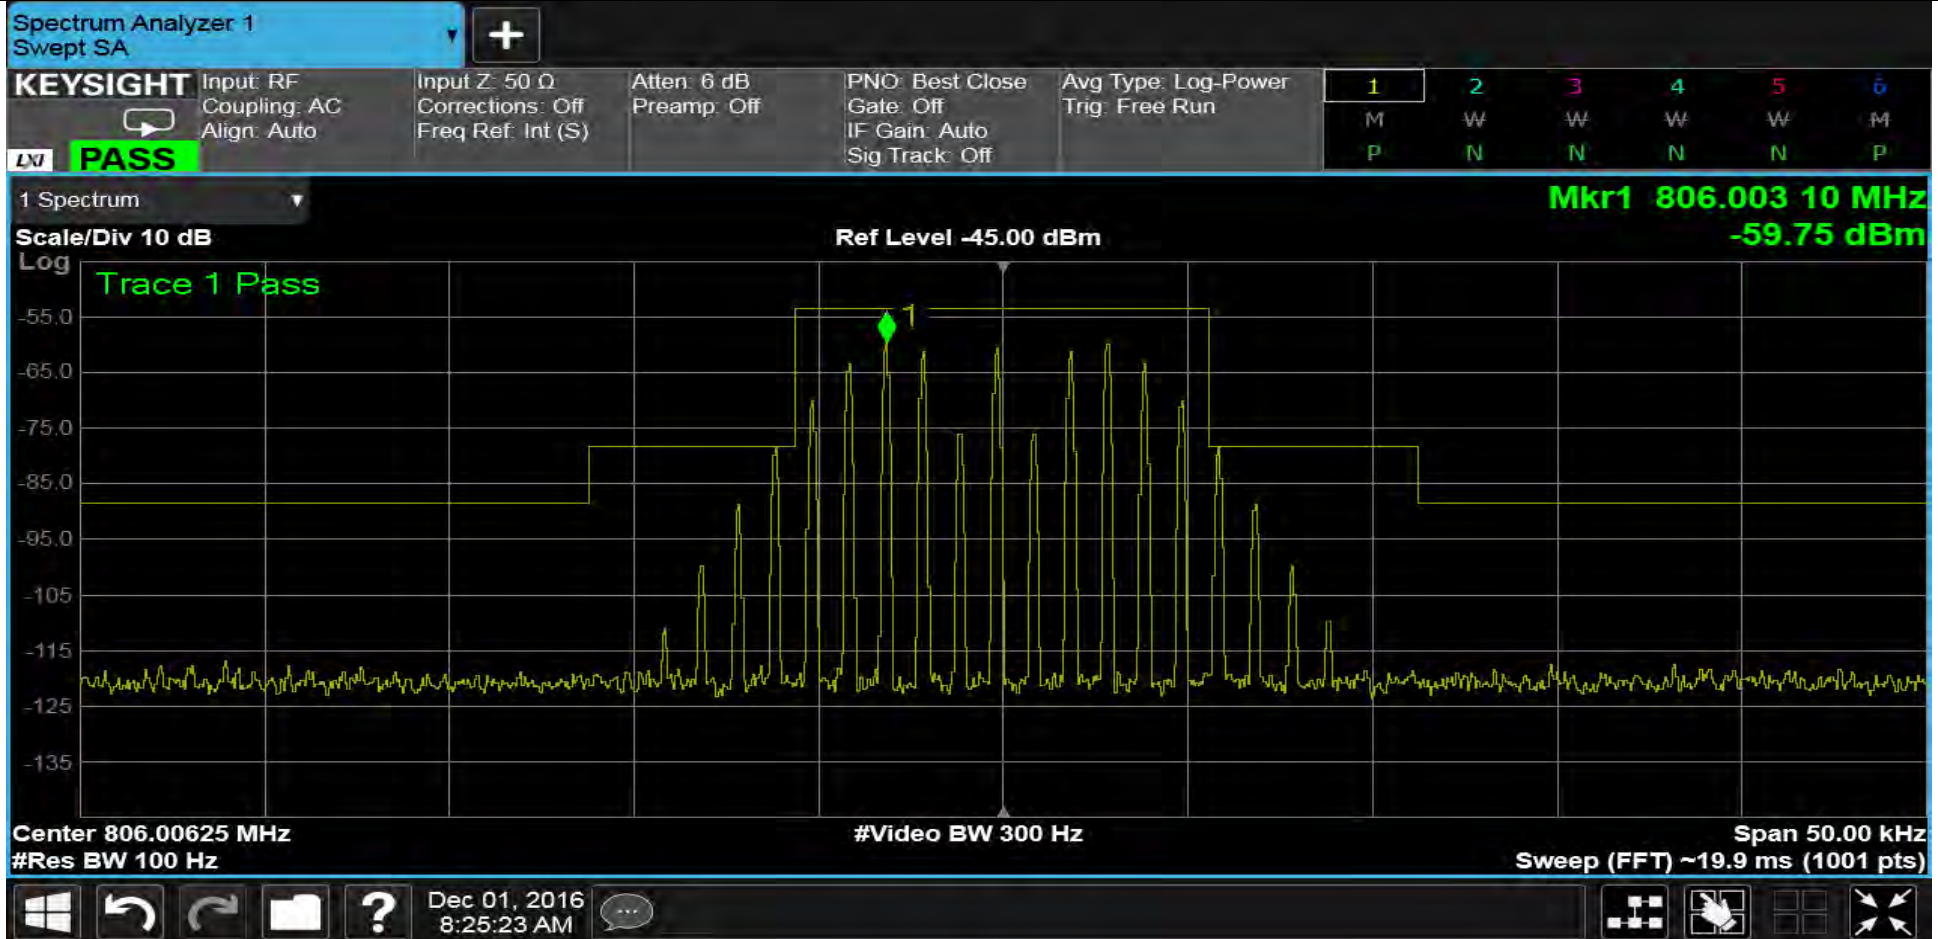 Spectrum Analyzer 1
Swept SA
KEYSIGHT
LXI
PASS
Input: RF
Coupling: AC
Align: Auto
Input Z: 50 Ω
Corrections: Off
Freq Ref: Int (S)
Atten: 6 dB
Preamp: Off
PNO: Best Close
Gate: Off
IF Gain: Auto
Sig Track: Off
Avg Type: Log-Power
Trig: Free Run
1 2 3 4 5 6
M W W W W M
P N N N N P
1 Spectrum
Mkr1 806.003 10 MHz
-59.75 dBm
Scale/Div 10 dB
Ref Level -45.00 dBm
Log
Trace 1 Pass
1
-55.0
-65.0
-75.0
-85.0
-95.0
-105
-115
-125
-135
Center 806.00625 MHz
#Video BW 300 Hz
Span 50.00 kHz
#Res BW 100 Hz
Sweep (FFT) ~19.9 ms (1001 pts)
?
Dec 01, 2016
8:25:23 AM